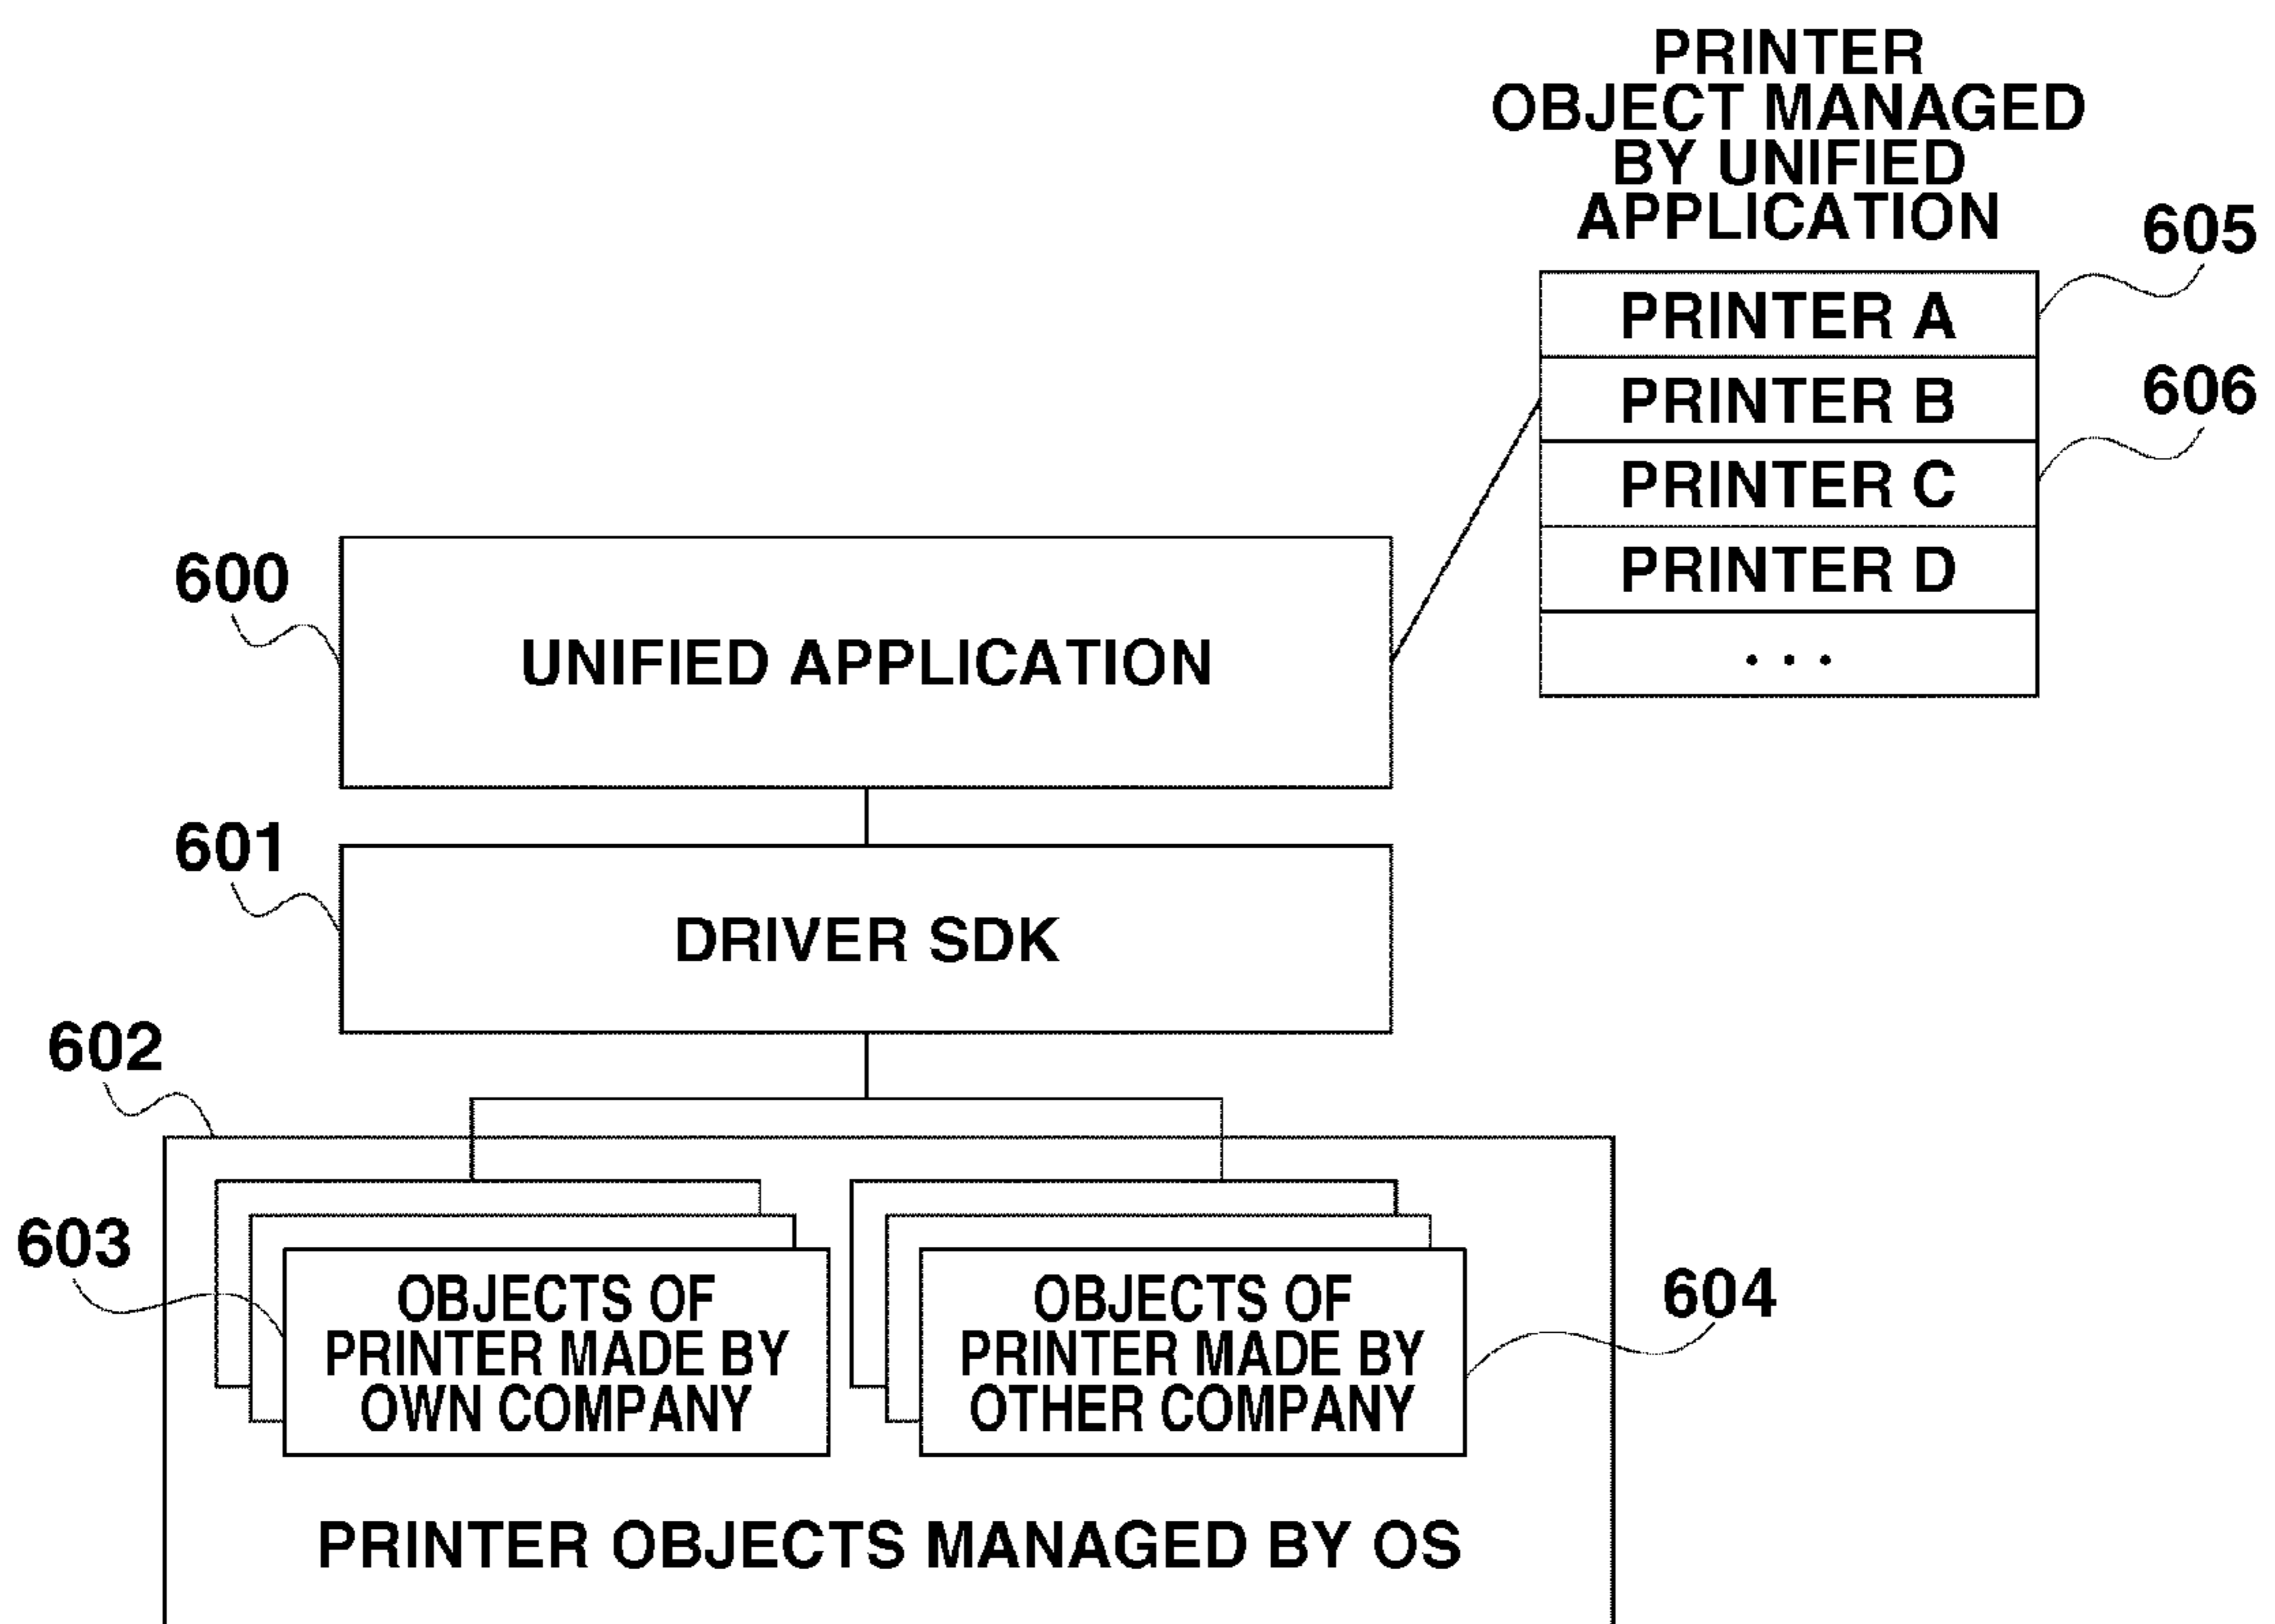 PRINTER
OBJECT MANAGED
BY UNIFIED
APPLICATION
605
PRINTER A
606
PRINTER B
PRINTER C
PRINTER D
...
600
UNIFIED APPLICATION
601
DRIVER SDK
602
603
OBJECTS OF
PRINTER MADE BY
OWN COMPANY
604
OBJECTS OF
PRINTER MADE BY
OTHER COMPANY
PRINTER OBJECTS MANAGED BY OS